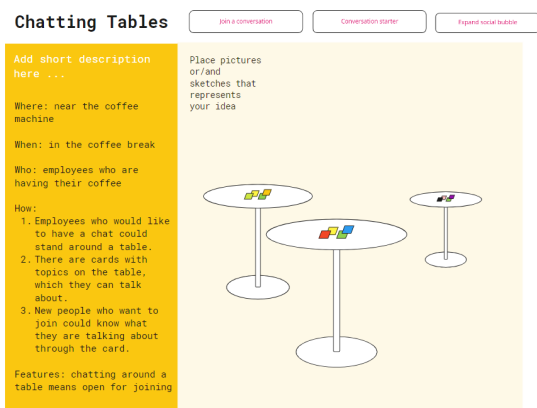 Chatting Tables
Join a conversation
Conversation starter
Expand social bubble
Add short description
here ...
Where: near the coffee
machine
When: in the coffee break
Who: employees who are
having their coffee
How:
1. Employees who would like
to have a chat could
stand around a table.
2. There are cards with
topics on the table,
which they can talk
about.
3. New people who want to
join could know what
they are talking about
through the card.
Features: chatting around a
table means open for joining
Place pictures
or/and
sketches that
represents
your idea